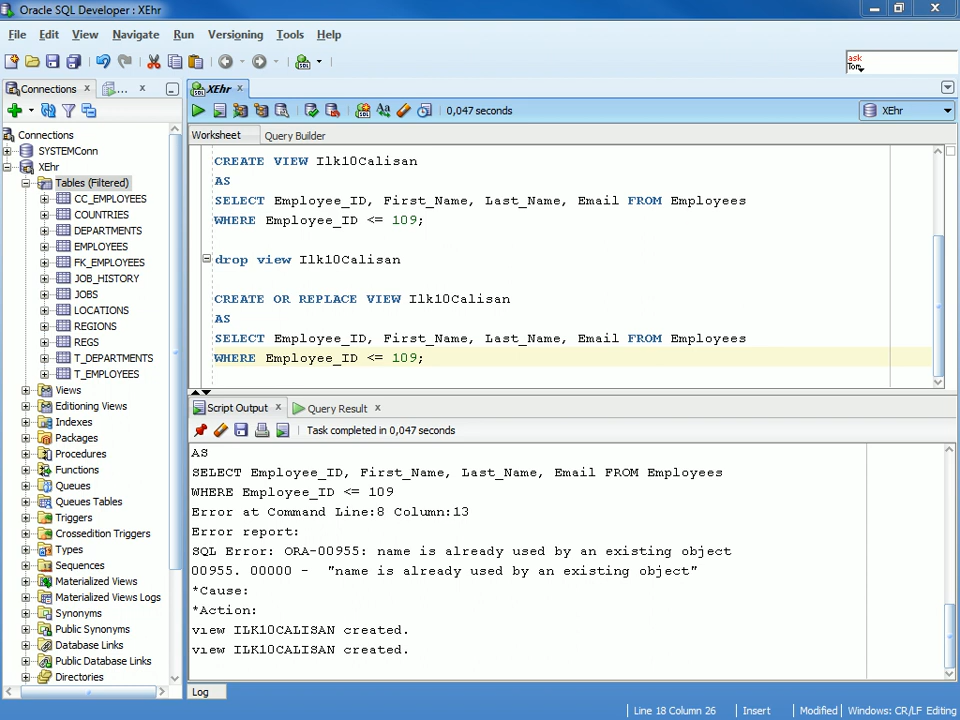 Oracle SQL Developer : XEhr
File Edit View Navigate Run Versioning Tools Help
ask
Tom
Connections
...
XEhr
0,047 seconds
XEhr
Worksheet Query Builder
Connections
SYSTEMConn
XEhr
Tables (Filtered)
CC_EMPLOYEES
COUNTRIES
DEPARTMENTS
EMPLOYEES
FK_EMPLOYEES
JOB_HISTORY
JOBS
LOCATIONS
REGIONS
REGS
T_DEPARTMENTS
T_EMPLOYEES
Views
Editioning Views
Indexes
Packages
Procedures
Functions
Queues
Queues Tables
Triggers
Crossedition Triggers
Types
Sequences
Materialized Views
Materialized Views Logs
Synonyms
Public Synonyms
Database Links
Public Database Links
Directories
CREATE VIEW Ilk10Calisan
AS
SELECT Employee_ID, First_Name, Last_Name, Email FROM Employees
WHERE Employee_ID <= 109;
drop view Ilk10Calisan
CREATE OR REPLACE VIEW Ilk10Calisan
AS
SELECT Employee_ID, First_Name, Last_Name, Email FROM Employees
WHERE Employee_ID <= 109;
Script Output Query Result
Task completed in 0,047 seconds
AS
SELECT Employee_ID, First_Name, Last_Name, Email FROM Employees
WHERE Employee_ID <= 109
Error at Command Line:8 Column:13
Error report:
SQL Error: ORA-00955: name is already used by an existing object
00955. 00000 -  "name is already used by an existing object"
*Cause:
*Action:
view ILK10CALISAN created.
view ILK10CALISAN created.
Log
Line 18 Column 26 Insert Modified Windows: CR/LF Editing